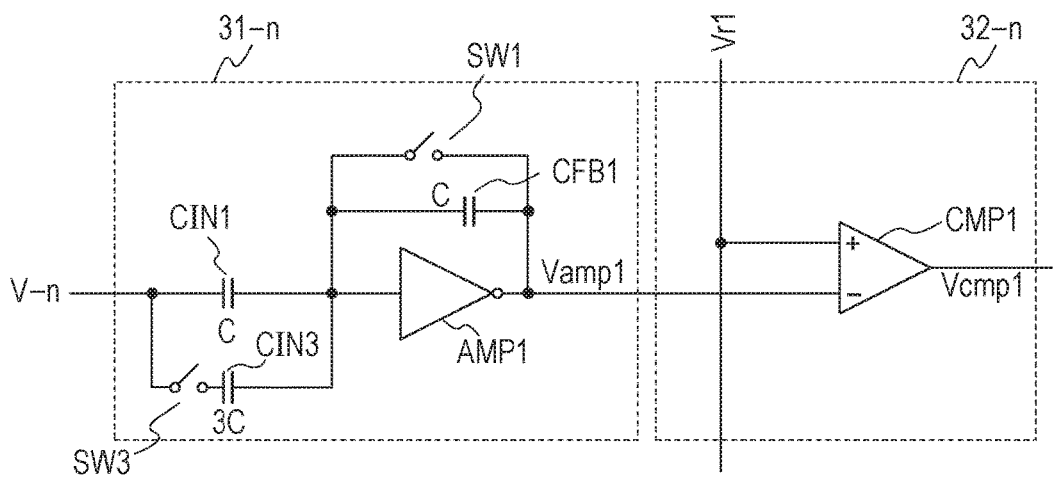 31-n
SW1
Vr1
32-n
CFB1
C
CIN1
CMP1
+
V-n
Vamp1
-
Vcmp1
C
CIN3
AMP1
3C
SW3